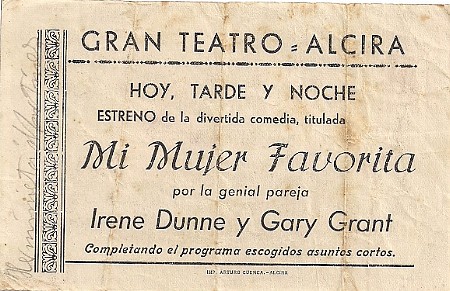 GRAN TEATRO = ALCIRA
HOY, TARDE Y NOCHE
ESTRENO de la divertida comedia, titulada
Mi Mujer Favorita
por la genial pareja
Irene Dunne y Gary Grant
Completando el programa escogidos asuntos cortos.
IMP. ARTURO CUENCA.-ALCIRA